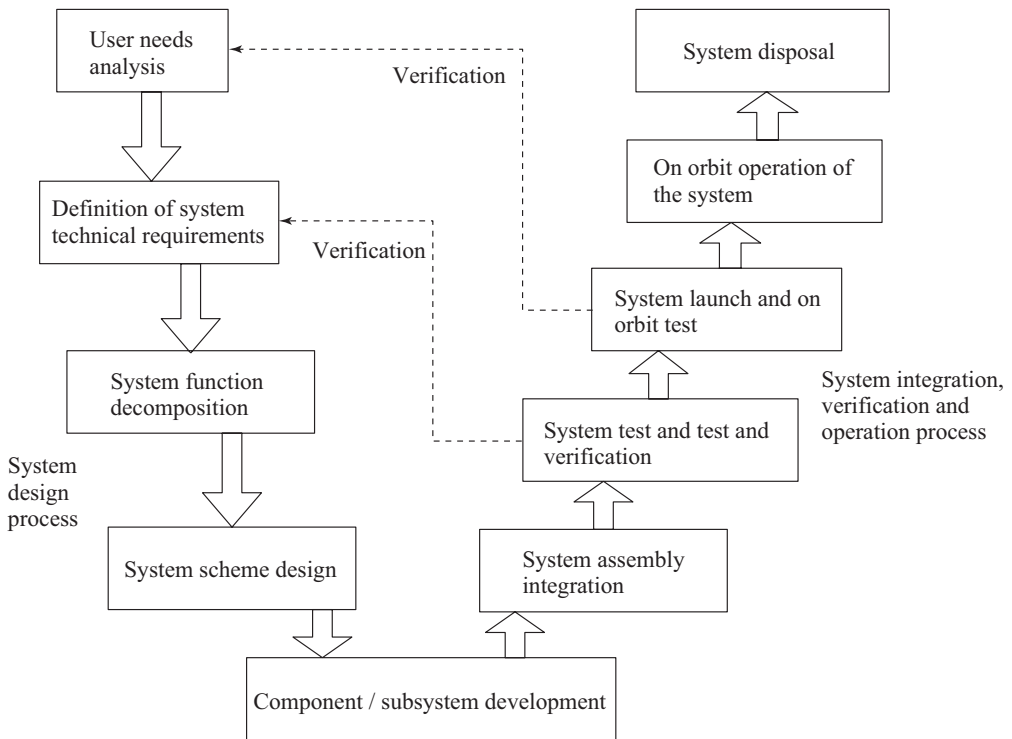 User needs
analysis
Verification
System disposal
On orbit operation of
the system
Definition of system
technical requirements
Verification
System launch and on
orbit test
System function
decomposition
System integration,
verification and
operation process
System test and test and
verification
System
design
process
System scheme design
System assembly
integration
Component / subsystem development